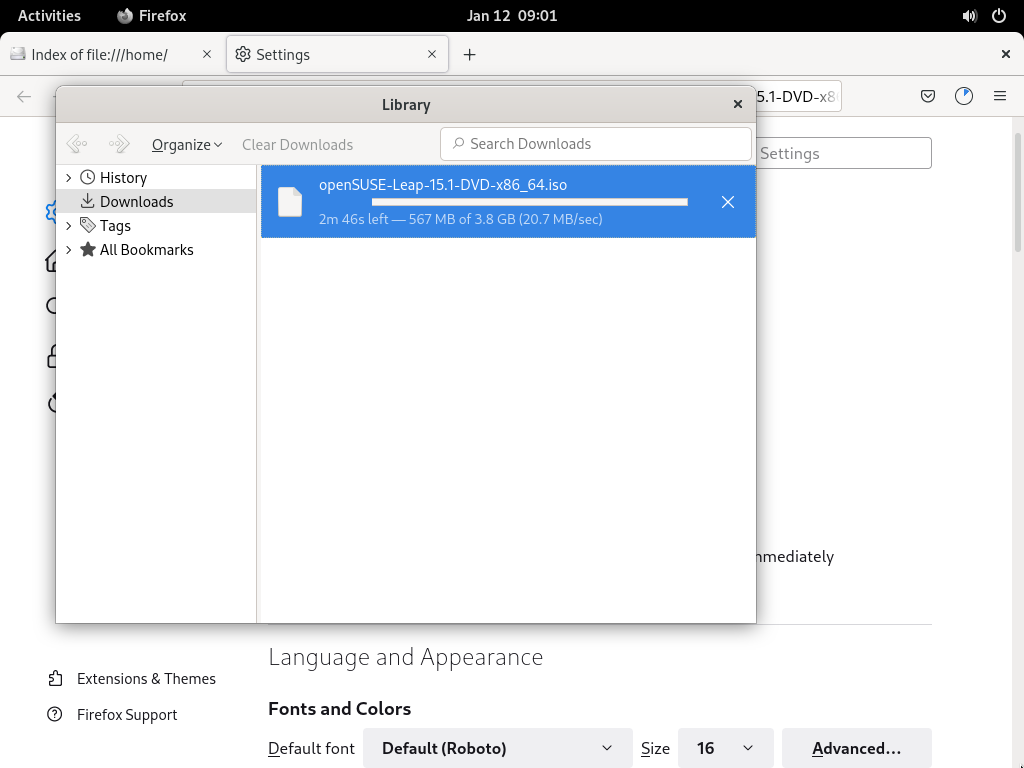 Activities Firefox Jan 12 09:01
Index of file:///home/ Settings
5.1-DVD-x8
Library
Organize Clear Downloads Search Downloads
Settings
History
Downloads
Tags
All Bookmarks
openSUSE-Leap-15.1-DVD-x86_64.iso
2m 46s left — 567 MB of 3.8 GB (20.7 MB/sec)
mmediately
Language and Appearance
Extensions & Themes
Firefox Support
Fonts and Colors
Default font Default (Roboto) Size 16 Advanced...